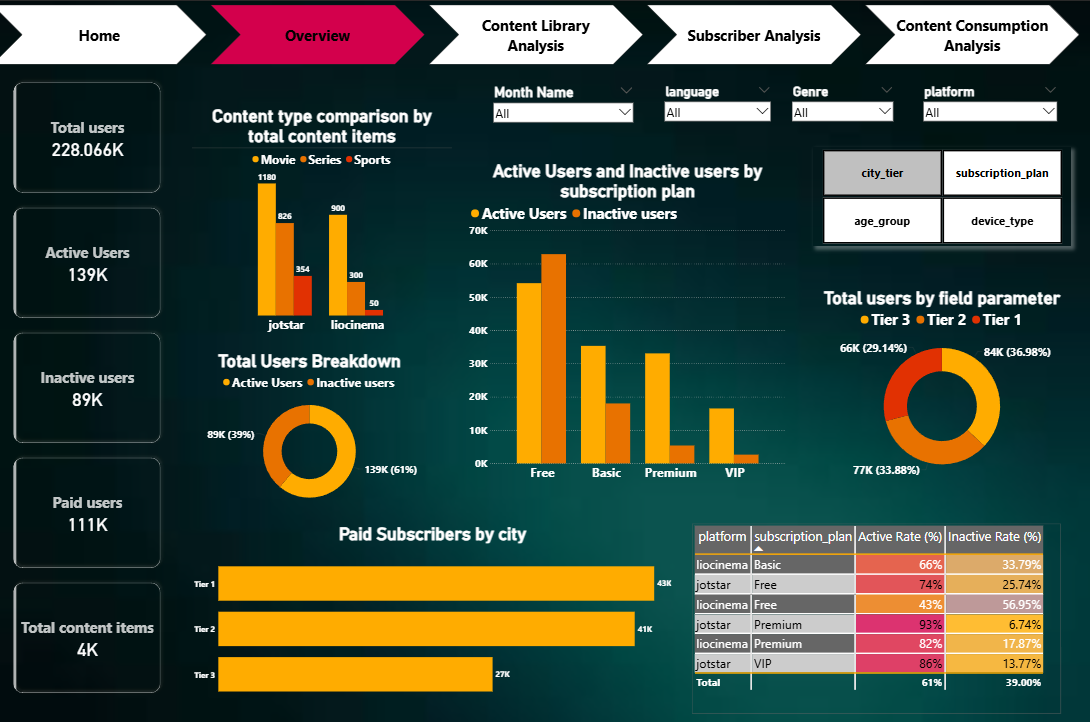 Home
Overview
Content Library
Analysis
Subscriber Analysis
Content Consumption
Analysis
Total users
228.066K
Active Users
139K
Inactive users
89K
Paid users
111K
Total content items
4K
Month Name
All
language
All
Genre
All
platform
All
city_tier
subscription_plan
age_group
device_type
Content type comparison by
total content items
Movie Series Sports
1180
826
354
900
300
50
jotstar
liocinema
Total Users Breakdown
Active Users Inactive users
89K (39%)
139K (61%)
Active Users and Inactive users by
subscription plan
Active Users Inactive users
70K
60K
50K
40K
30K
20K
10K
0K
Free
Basic
Premium
VIP
Total users by field parameter
Tier 3 Tier 2 Tier 1
66K (29.14%)
84K (36.98%)
77K (33.88%)
Paid Subscribers by city
Tier 1 43K
Tier 2 41K
Tier 3 27K
platform subscription_plan Active Rate (%) Inactive Rate (%)
liocinema Basic 66% 33.79%
jotstar Free 74% 25.74%
liocinema Free 43% 56.95%
jotstar Premium 93% 6.74%
liocinema Premium 82% 17.87%
jotstar VIP 86% 13.77%
Total 61% 39.00%